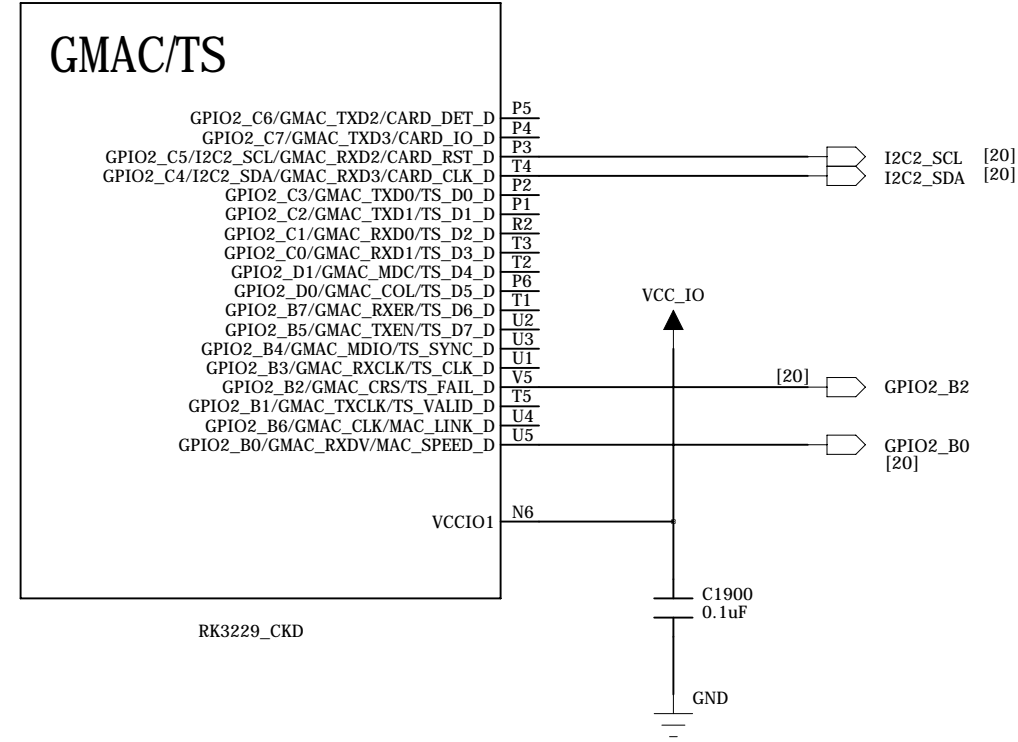 GMAC/TS
GPIO2_C6/GMAC_TXD2/CARD_DET_D P5
GPIO2_C7/GMAC_TXD3/CARD_IO_D P4
GPIO2_C5/I2C2_SCL/GMAC_RXD2/CARD_RST_D P3 I2C2_SCL [20]
GPIO2_C4/I2C2_SDA/GMAC_RXD3/CARD_CLK_D T4 I2C2_SDA [20]
GPIO2_C3/GMAC_TXD0/TS_D0_D P2
GPIO2_C2/GMAC_TXD1/TS_D1_D P1
GPIO2_C1/GMAC_RXD0/TS_D2_D R2
GPIO2_C0/GMAC_RXD1/TS_D3_D T3
GPIO2_D1/GMAC_MDC/TS_D4_D T2
GPIO2_D0/GMAC_COL/TS_D5_D P6
GPIO2_B7/GMAC_RXER/TS_D6_D T1
VCC_IO
GPIO2_B5/GMAC_TXEN/TS_D7_D U2
GPIO2_B4/GMAC_MDIO/TS_SYNC_D U3
GPIO2_B3/GMAC_RXCLK/TS_CLK_D U1
GPIO2_B2/GMAC_CRS/TS_FAIL_D V5 [20] GPIO2_B2
GPIO2_B1/GMAC_TXCLK/TS_VALID_D T5
GPIO2_B6/GMAC_CLK/MAC_LINK_D U4
GPIO2_B0/GMAC_RXDV/MAC_SPEED_D U5 GPIO2_B0
[20]
VCCIO1 N6
C1900
0.1uF
RK3229_CKD
GND